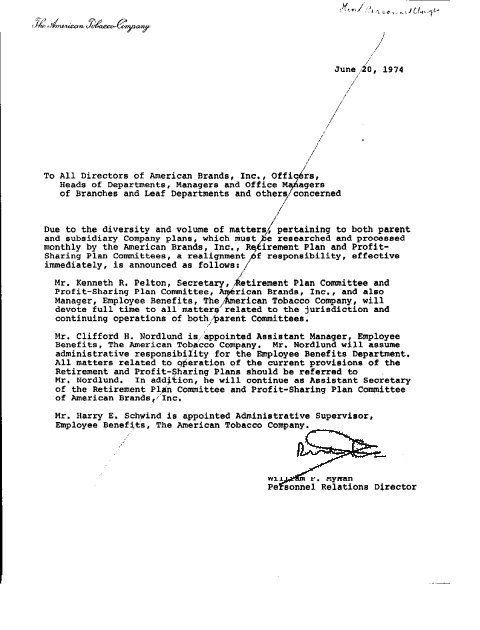 The American Tobacco Company
June 20, 1974
To All Directors of American Brands, Inc., Officers,
Heads of Departments, Managers and Office Managers
of Branches and Leaf Departments and others concerned
Due to the diversity and volume of matters, pertaining to both parent
and subsidiary Company plans, which must be researched and processed
monthly by the American Brands, Inc., Retirement Plan and Profit-
Sharing Plan Committees, a realignment of responsibility, effective
immediately, is announced as follows:
Mr. Kenneth R. Pelton, Secretary, Retirement Plan Committee and
Profit-Sharing Plan Committee, American Brands, Inc., and also
Manager, Employee Benefits, The American Tobacco Company, will
devote full time to all matters related to the jurisdiction and
continuing operations of both parent Committees.
Mr. Clifford H. Nordlund is appointed Assistant Manager, Employee
Benefits, The American Tobacco Company. Mr. Nordlund will assume
administrative responsibility for the Employee Benefits Department.
All matters related to operation of the current provisions of the
Retirement and Profit-Sharing Plans should be referred to
Mr. Nordlund. In addition, he will continue as Assistant Secretary
of the Retirement Plan Committee and Profit-Sharing Plan Committee
of American Brands, Inc.
Mr. Harry E. Schwind is appointed Administrative Supervisor,
Employee Benefits, The American Tobacco Company.
William F. Hyman
Personnel Relations Director